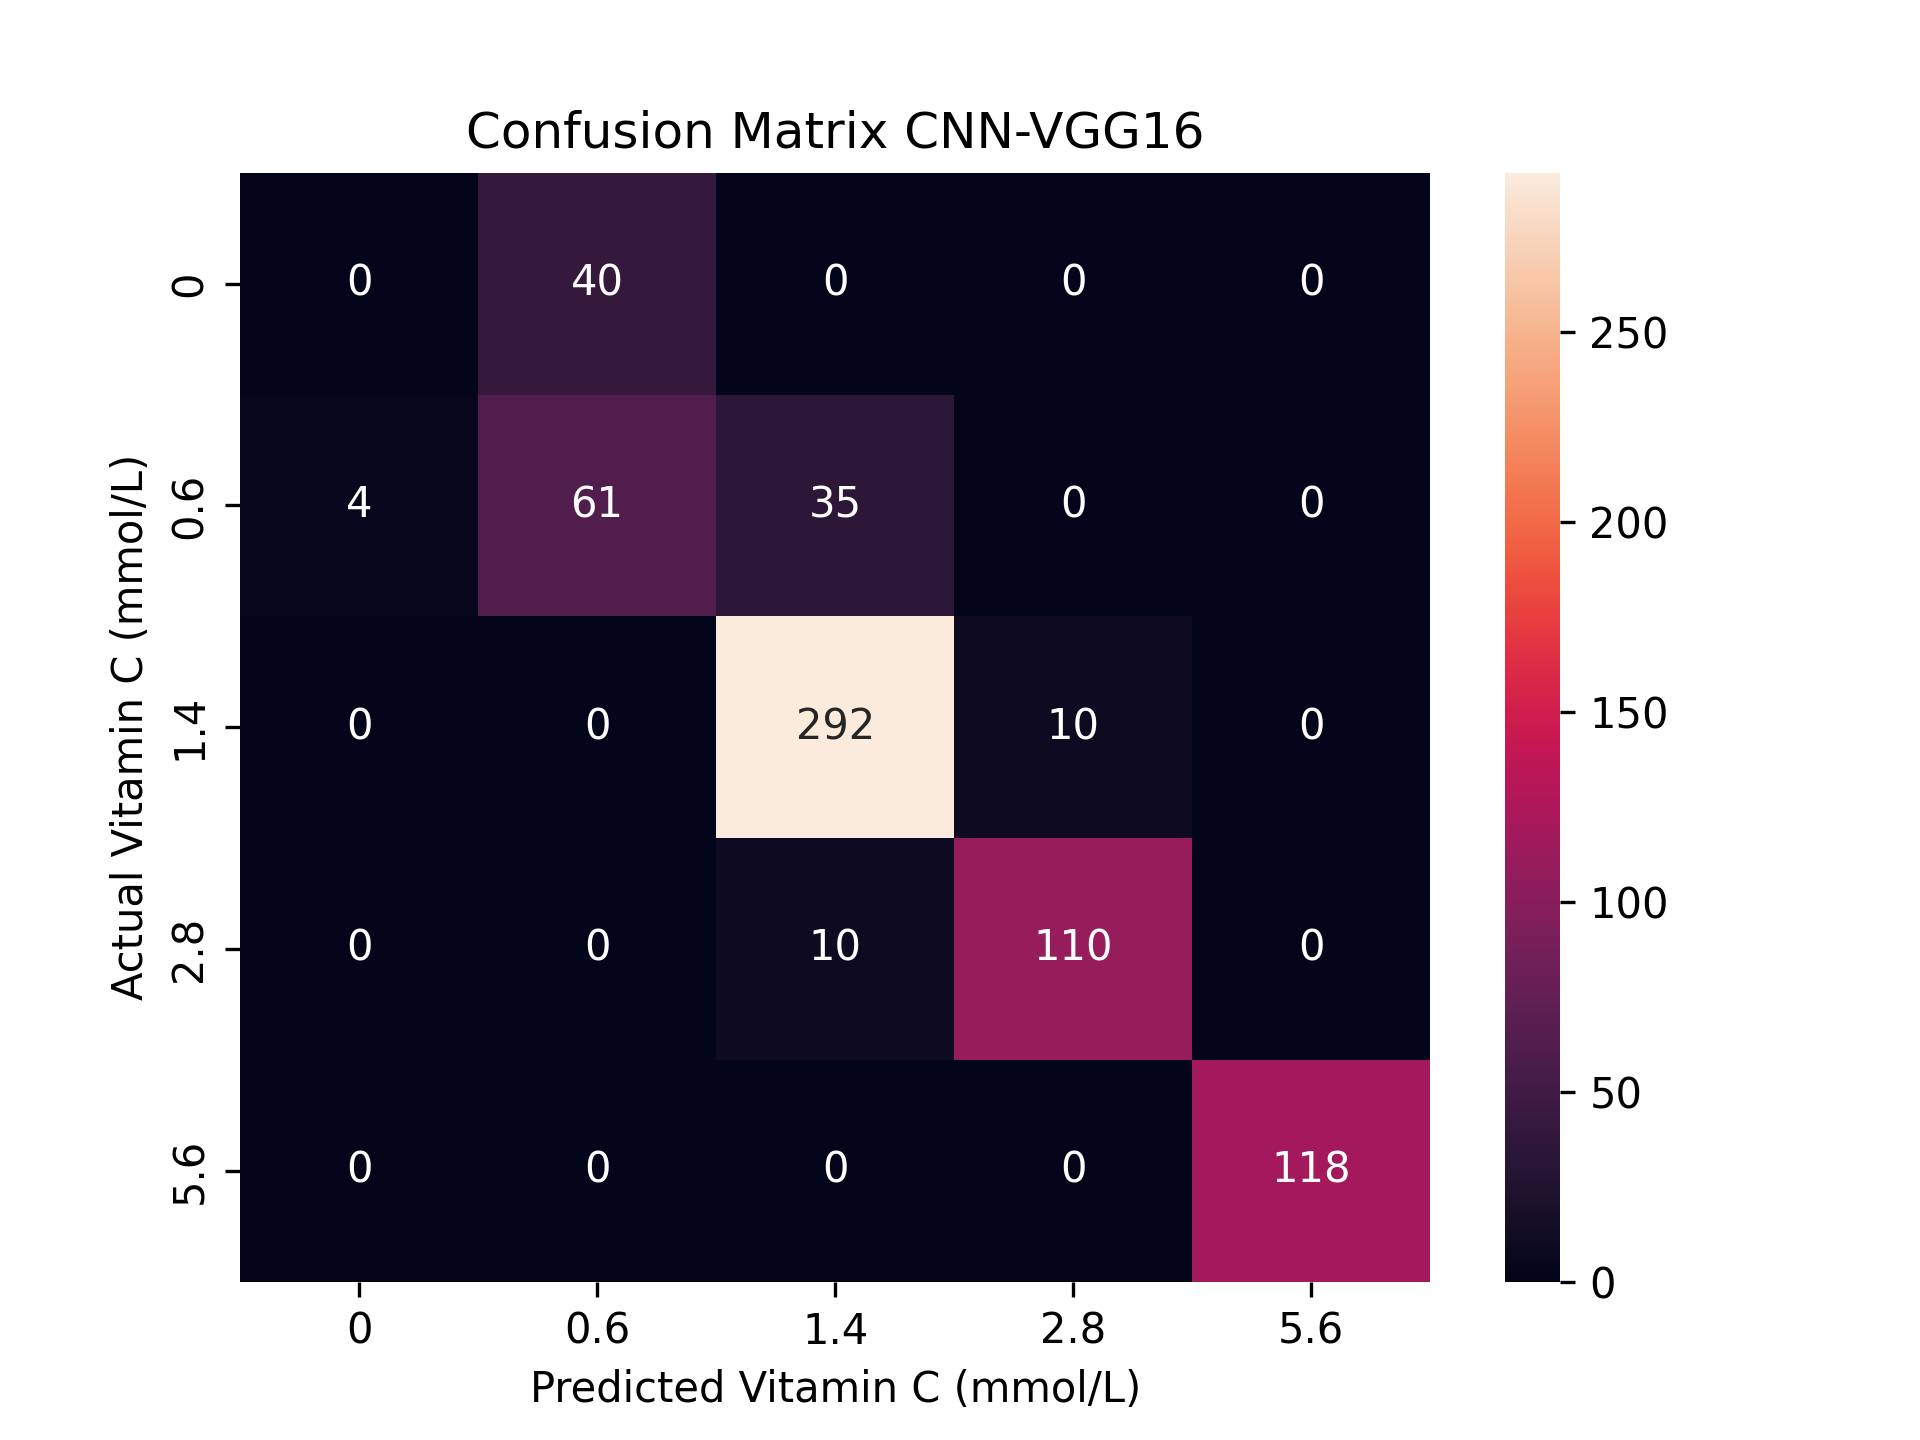 Confusion Matrix CNN-VGG16
Actual Vitamin C (mmol/L)
0 0 40 0 0 0
0.6 4 61 35 0 0
1.4 0 0 292 10 0
2.8 0 0 10 110 0
5.6 0 0 0 0 118
0 0.6 1.4 2.8 5.6
Predicted Vitamin C (mmol/L)
250
200
150
100
50
0